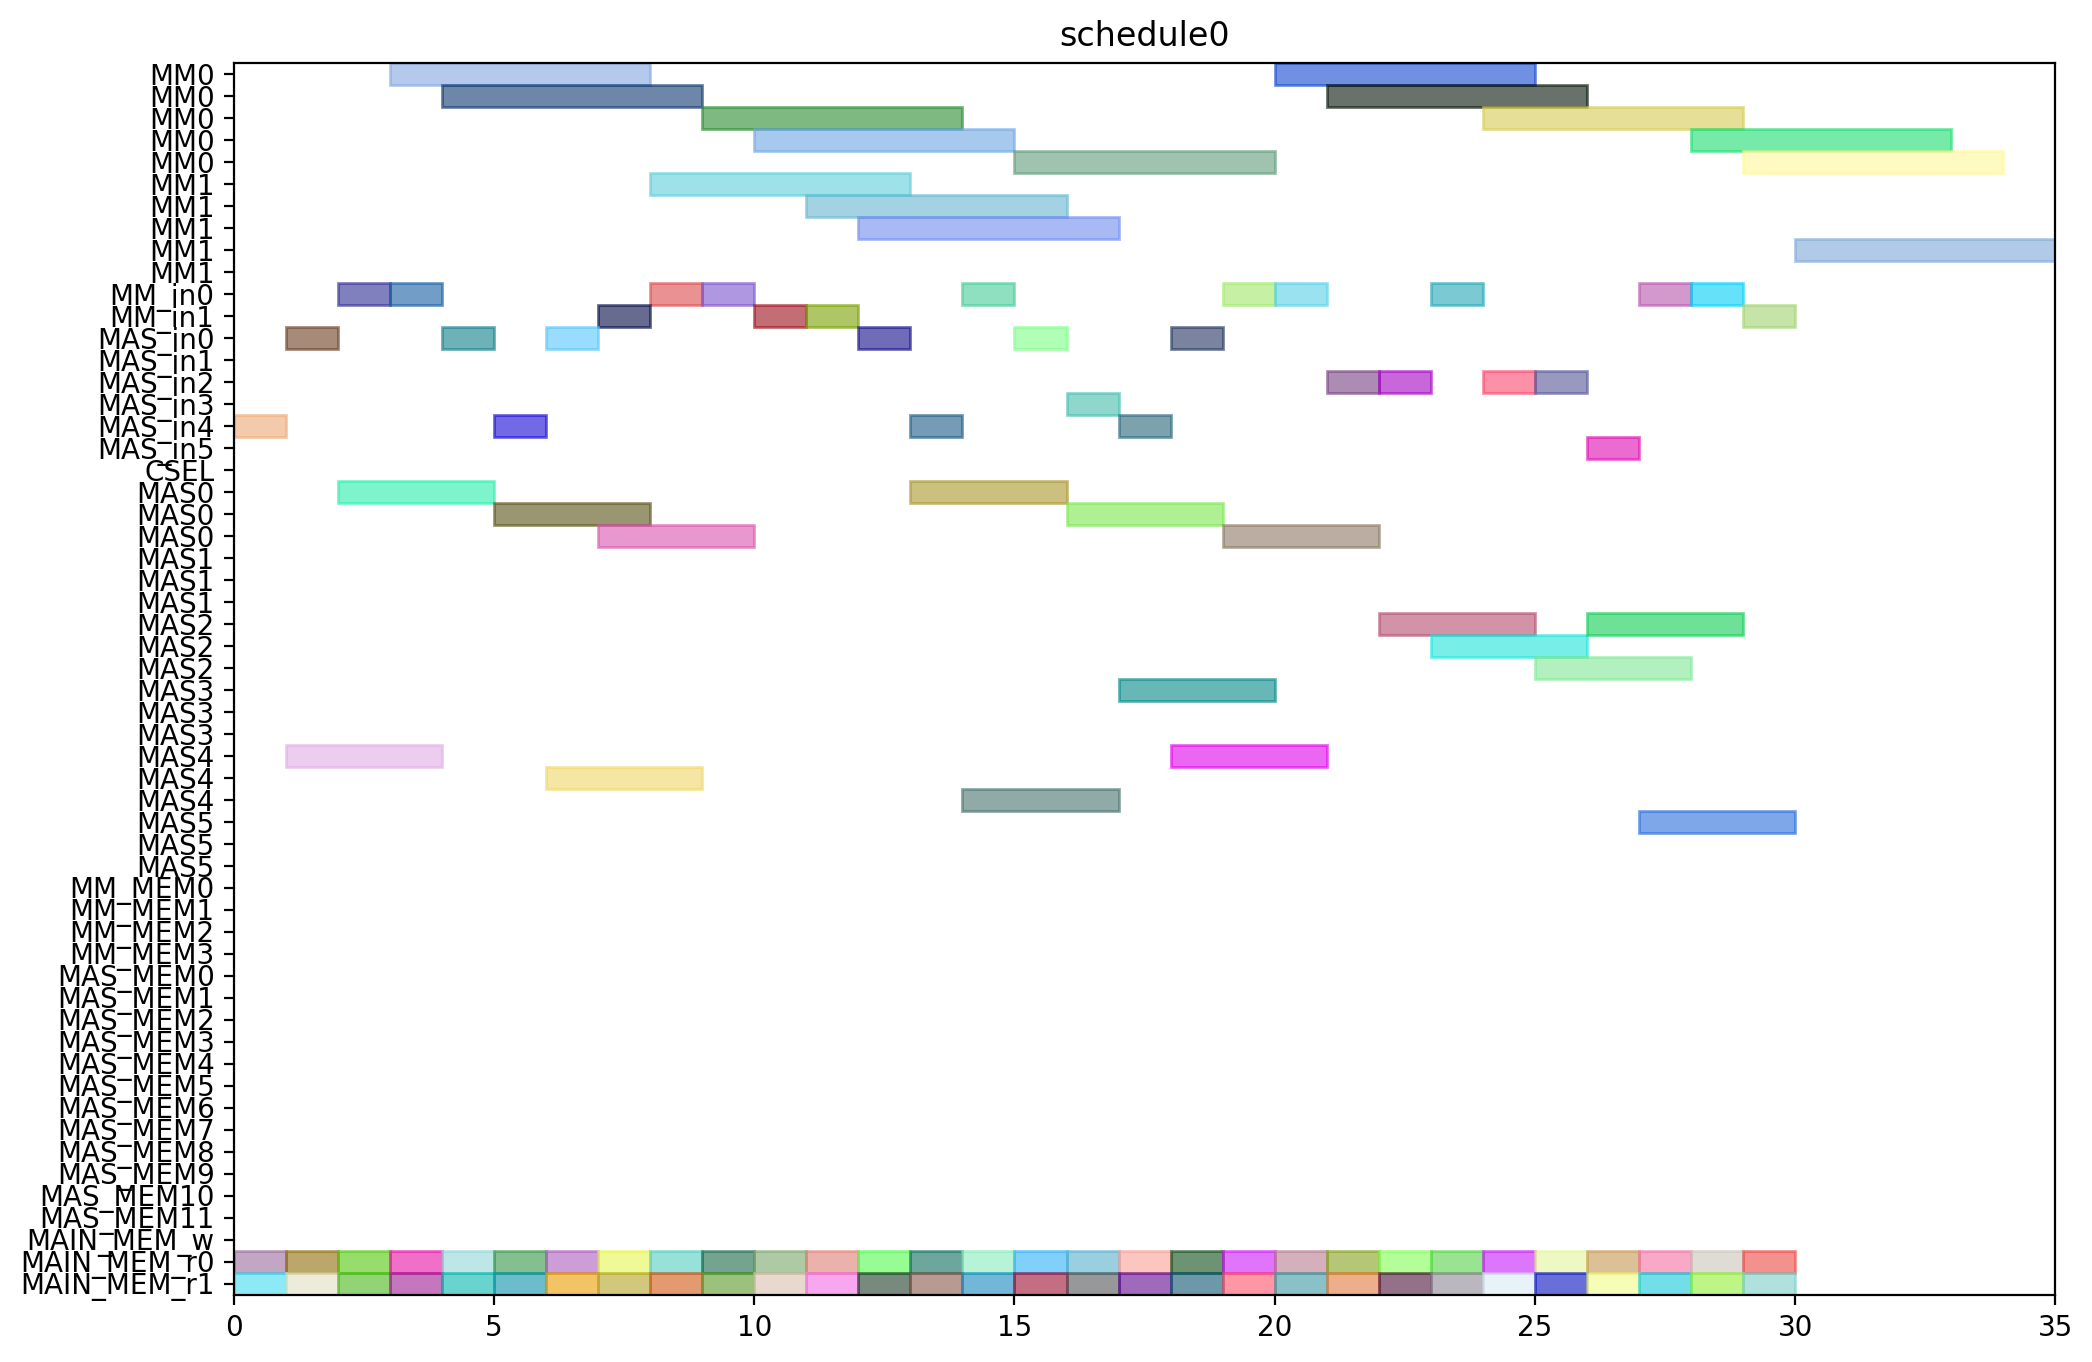 schedule0
MM0
MM0
MM0
MM0
MM0
MM1
MM1
MM1
MM1
MM1
MM_in0
MM_in1
MAS_in0
MAS_in1
MAS_in2
MAS_in3
MAS_in4
MAS_in5
CSEL
MAS0
MAS0
MAS0
MAS1
MAS1
MAS1
MAS2
MAS2
MAS2
MAS3
MAS3
MAS3
MAS4
MAS4
MAS4
MAS5
MAS5
MAS5
MM_MEM0
MM_MEM1
MM_MEM2
MM_MEM3
MAS_MEM0
MAS_MEM1
MAS_MEM2
MAS_MEM3
MAS_MEM4
MAS_MEM5
MAS_MEM6
MAS_MEM7
MAS_MEM8
MAS_MEM9
MAS_MEM10
MAS_MEM11
MAIN_MEM_w
MAIN_MEM_r0
MAIN_MEM_r1
0 5 10 15 20 25 30 35